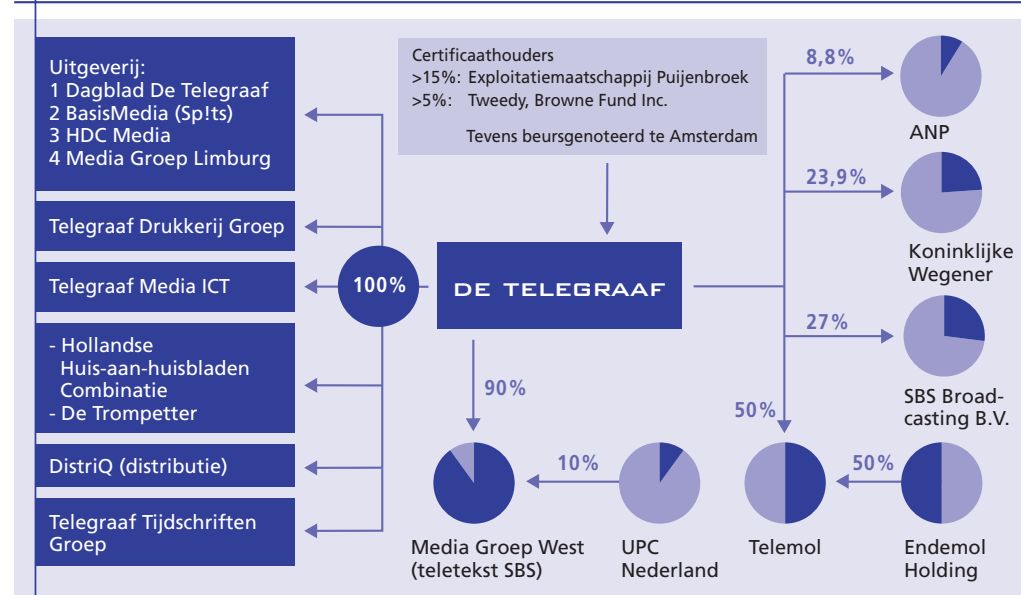 Uitgeverij:
1 Dagblad De Telegraaf
2 BasisMedia (Sp!ts)
3 HDC Media
4 Media Groep Limburg
Telegraaf Drukkerij Groep
Telegraaf Media ICT
- Hollandse
Huis-aan-huisbladen
Combinatie
- De Trompetter
DistriQ (distributie)
Telegraaf Tijdschriften
Groep
100%
Certificaathouders
>15%: Exploitatiemaatschappij Puijenbroek
>5%: Tweedy, Browne Fund Inc.
Tevens beursgenoteerd te Amsterdam
DE TELEGRAAF
8,8%
ANP
23,9%
Koninklijke
Wegener
27%
SBS Broad-
casting B.V.
90%
50%
10%
50%
Media Groep West
(teletekst SBS)
UPC
Nederland
Telemol
Endemol
Holding